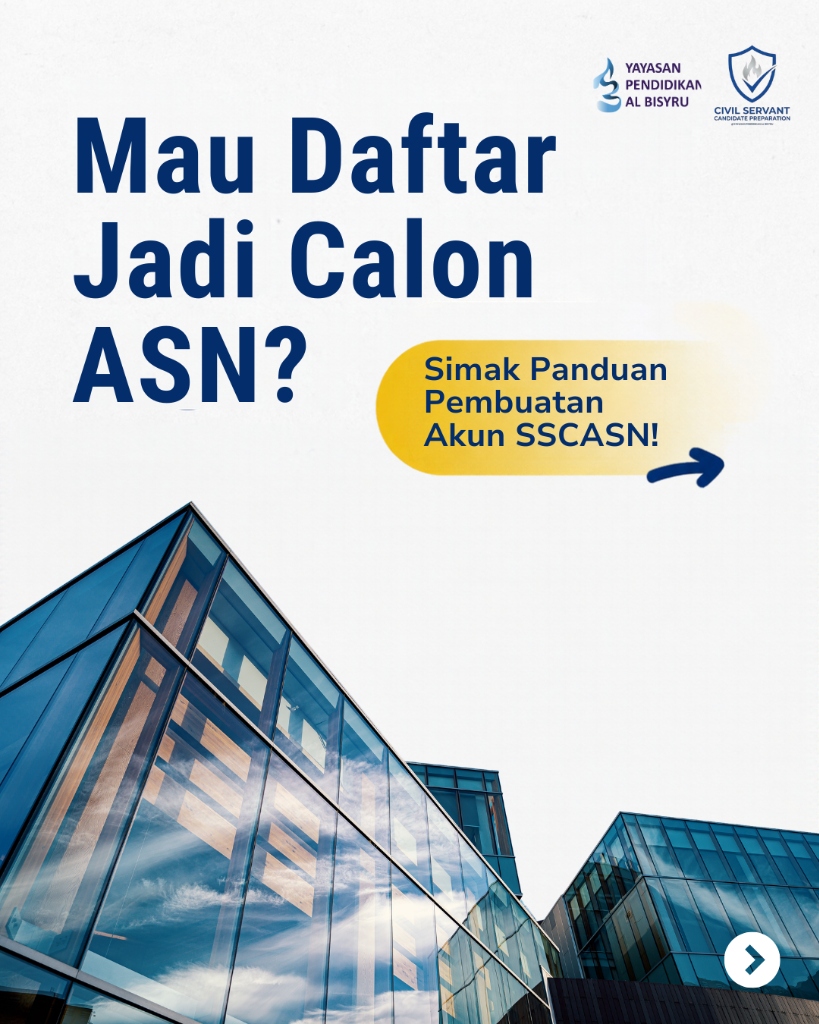 YAYASAN
PENDIDIKAN
AL BISYRU
CIVIL SERVANT
CANDIDATE PREPARATION
Mau Daftar
Jadi Calon
ASN?
Simak Panduan
Pembuatan
Akun SSCASN!